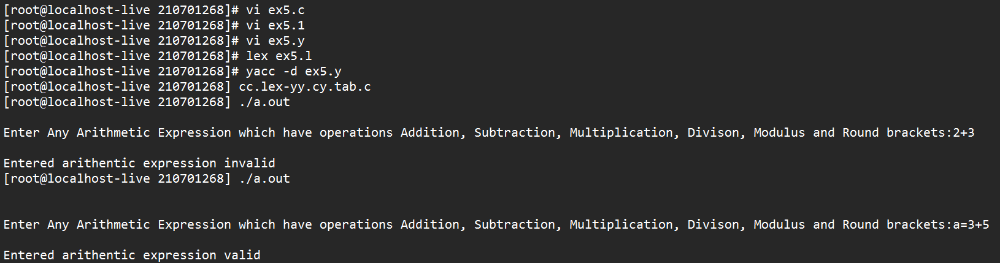 [root@localhost-live 210701268]# vi ex5.c
[root@localhost-live 210701268]# vi ex5.1
[root@localhost-live 210701268]# vi ex5.y
[root@localhost-live 210701268]# lex ex5.l
[root@localhost-live 210701268]# yacc -d ex5.y
[root@localhost-live 210701268] cc.lex-yy.cy.tab.c
[root@localhost-live 210701268] ./a.out
Enter Any Arithmetic Expression which have operations Addition, Subtraction, Multiplication, Divison, Modulus and Round brackets:2+3
Entered arithentic expression invalid
[root@localhost-live 210701268] ./a.out
Enter Any Arithmetic Expression which have operations Addition, Subtraction, Multiplication, Divison, Modulus and Round brackets:a=3+5
Entered arithentic expression valid